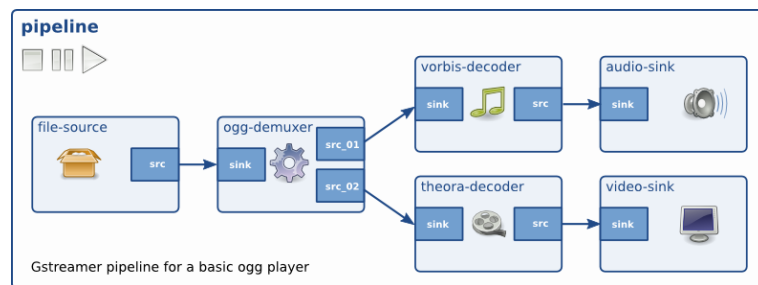 pipeline
file-source
src
ogg-demuxer
sink
src_01
src_02
vorbis-decoder
sink
src
audio-sink
sink
theora-decoder
sink
src
video-sink
sink
Gstreamer pipeline for a basic ogg player